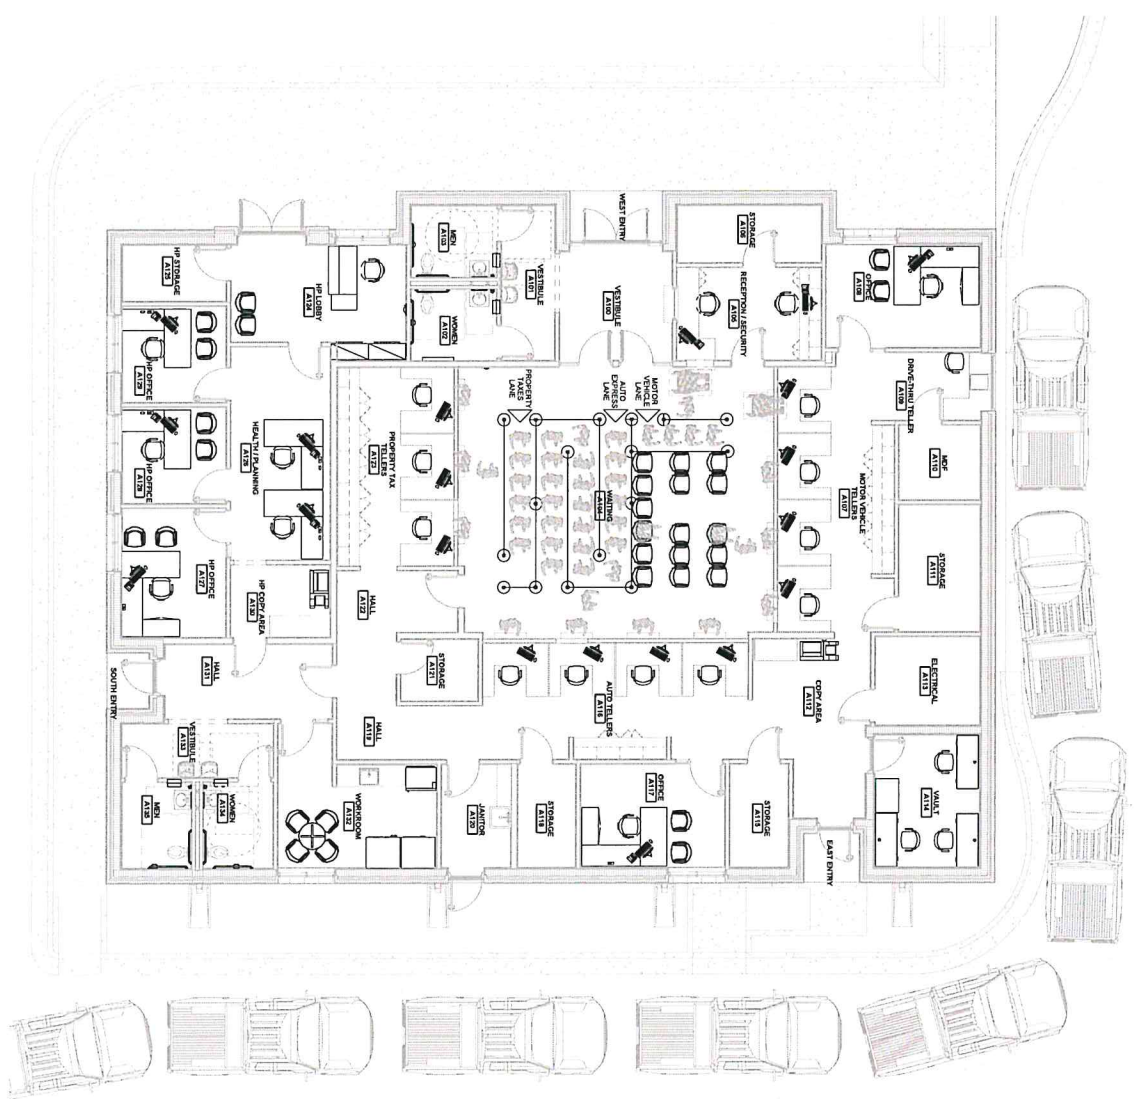 WEST ENTRY
STORAGE
A106
MEN
A103
VESTIBULE
A101
WOMEN
A102
VESTIBULE
A100
RECEPTION / SECURITY
A105
OFFICE
A108
HP STORAGE
A125
HP LOBBY
A124
HP OFFICE
A129
PROPERTY
TAXES
LANE
AUTO
EXPRESS
LANE
MOTOR
VEHICLE
LANE
DRIVE-THRU TELLER
A109
HEALTH / PLANNING
A126
PROPERTY TAX
TELLERS
A123
WAITING
A104
MOTOR VEHICLE
TELLERS
A107
MDF
A110
HP OFFICE
HP OFFICE
A127
HP COPY AREA
A130
HALL
A122
STORAGE
A111
SOUTH ENTRY
HALL
A131
STORAGE
A121
AUTO TELLERS
A116
COPY AREA
A112
ELECTRICAL
A113
VESTIBULE
A133
HALL
A119
MEN
A135
WOMEN
A134
WORKROOM
A132
JANITOR
A120
STORAGE
A118
OFFICE
A117
STORAGE
A115
EAST ENTRY
VAULT
A114